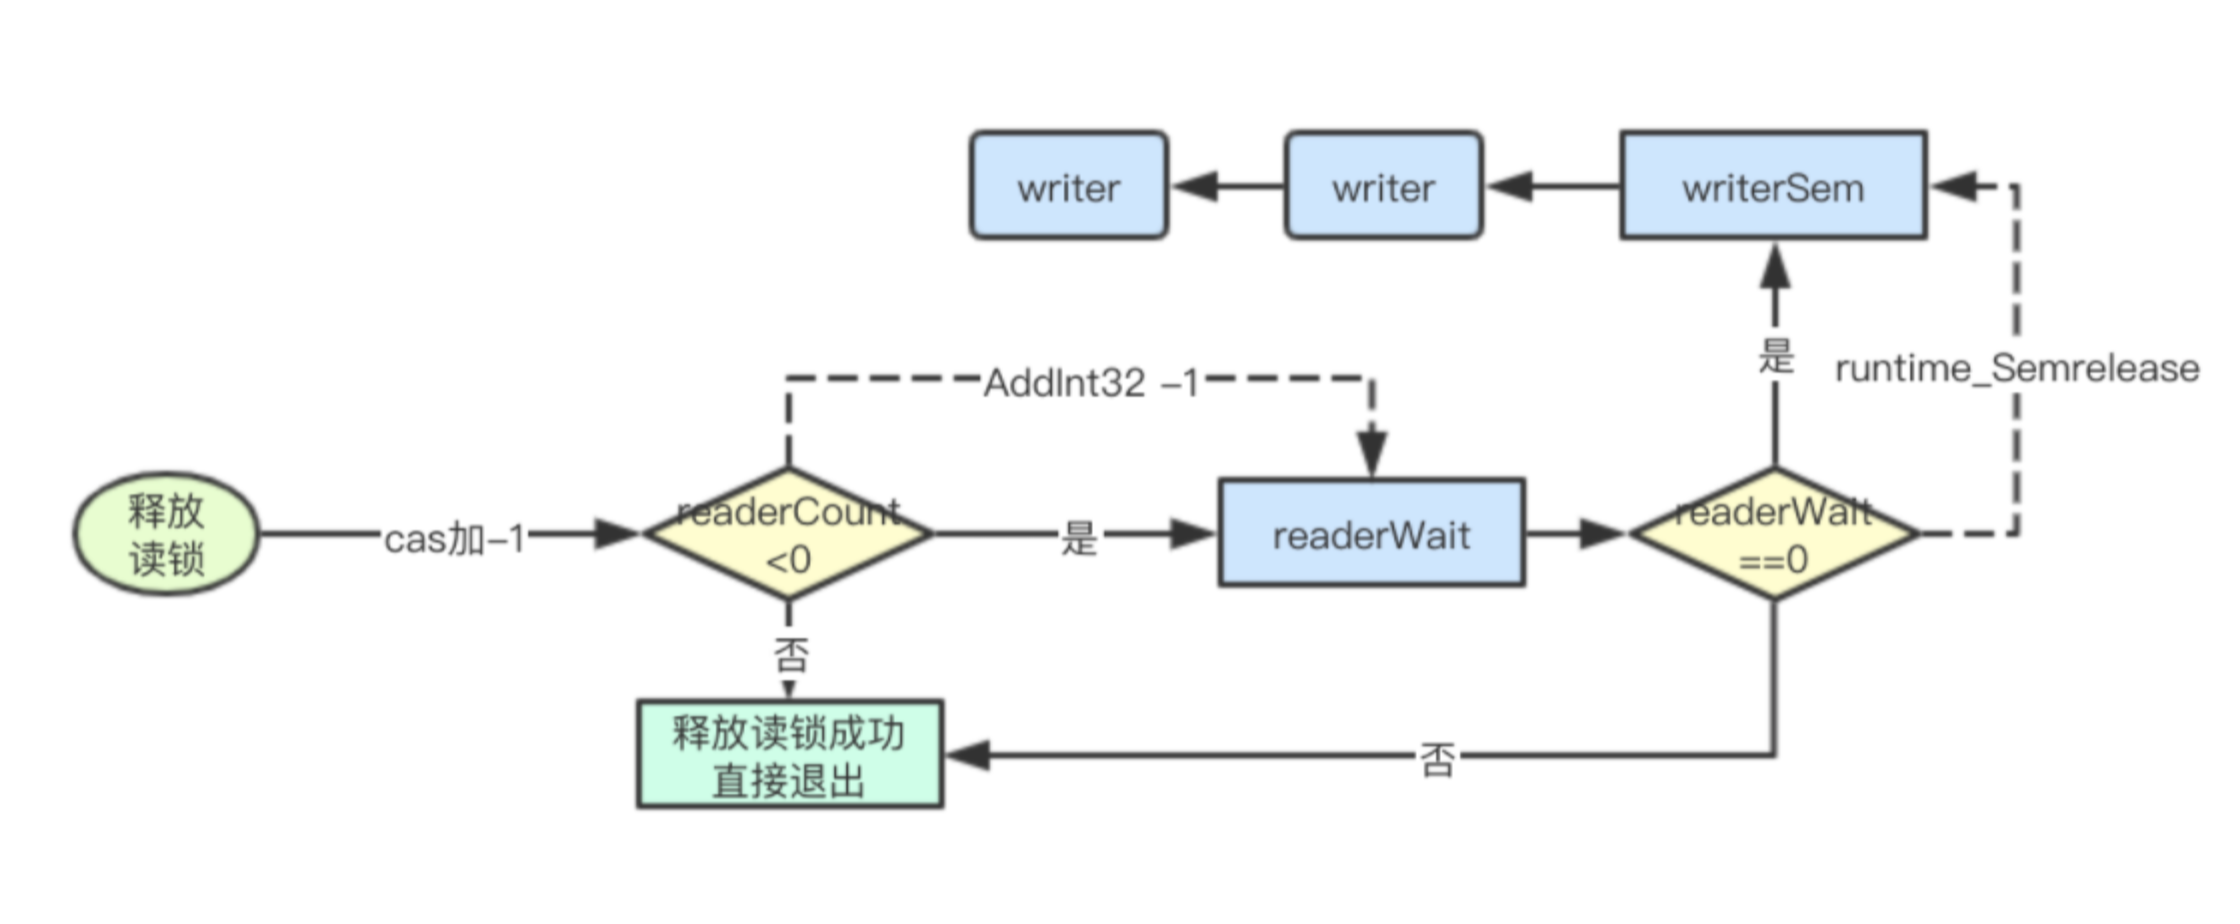 writer
writer
writerSem
是
runtime_Semrelease
AddInt32 -1
释放
读锁
cas加-1
readerCount
<0
是
readerWait
readerWait
==0
否
释放读锁成功
直接退出
否